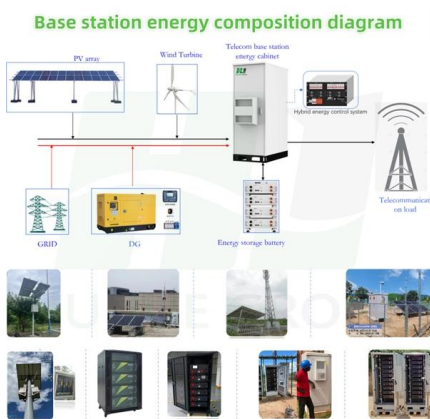 Base station energy composition diagram
Wind Turbine
Telecom base station
energy cabinet
PV array
Hybrid energy control system
Telecommunicati
on load
GRID
DG
Energy storage battery